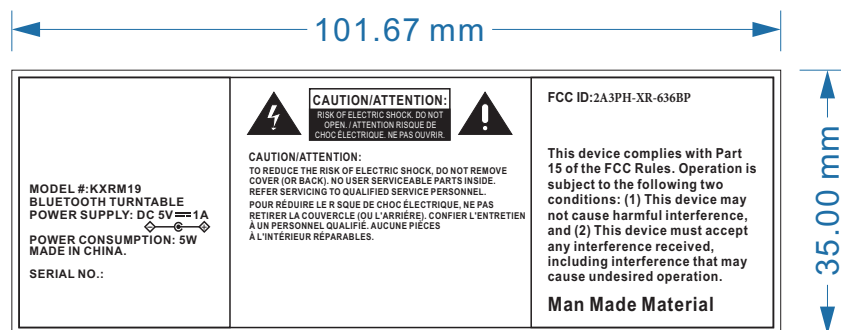 101.67 mm
MODEL #:KXRM19
BLUETOOTH TURNTABLE
POWER SUPPLY: DC 5V⎓1A
POWER CONSUMPTION: 5W
MADE IN CHINA.
SERIAL NO.:
CAUTION/ATTENTION:
RISK OF ELECTRIC SHOCK. DO NOT
OPEN. / ATTENTION RISQUE DE
CHOC ÉLECTRIQUE. NE PAS OUVRIR.
CAUTION/ATTENTION:
TO REDUCE THE RISK OF ELECTRIC SHOCK, DO NOT REMOVE
COVER (OR BACK). NO USER SERVICEABLE PARTS INSIDE.
REFER SERVICING TO QUALIFIED SERVICE PERSONNEL.
POUR RÉDUIRE LE R SQUE DE CHOC ÉLECTRIQUE, NE PAS
RETIRER LA COUVERCLE (OU L'ARRIÈRE). CONFIER L'ENTRETIEN
À UN PERSONNEL QUALIFIÉ. AUCUNE PIÉCES
À L'INTÉRIEUR RÉPARABLES.
FCC ID:2A3PH-XR-636BP
This device complies with Part
15 of the FCC Rules. Operation is
subject to the following two
conditions: (1) This device may
not cause harmful interference,
and (2) This device must accept
any interference received,
including interference that may
cause undesired operation.
Man Made Material
35.00 mm